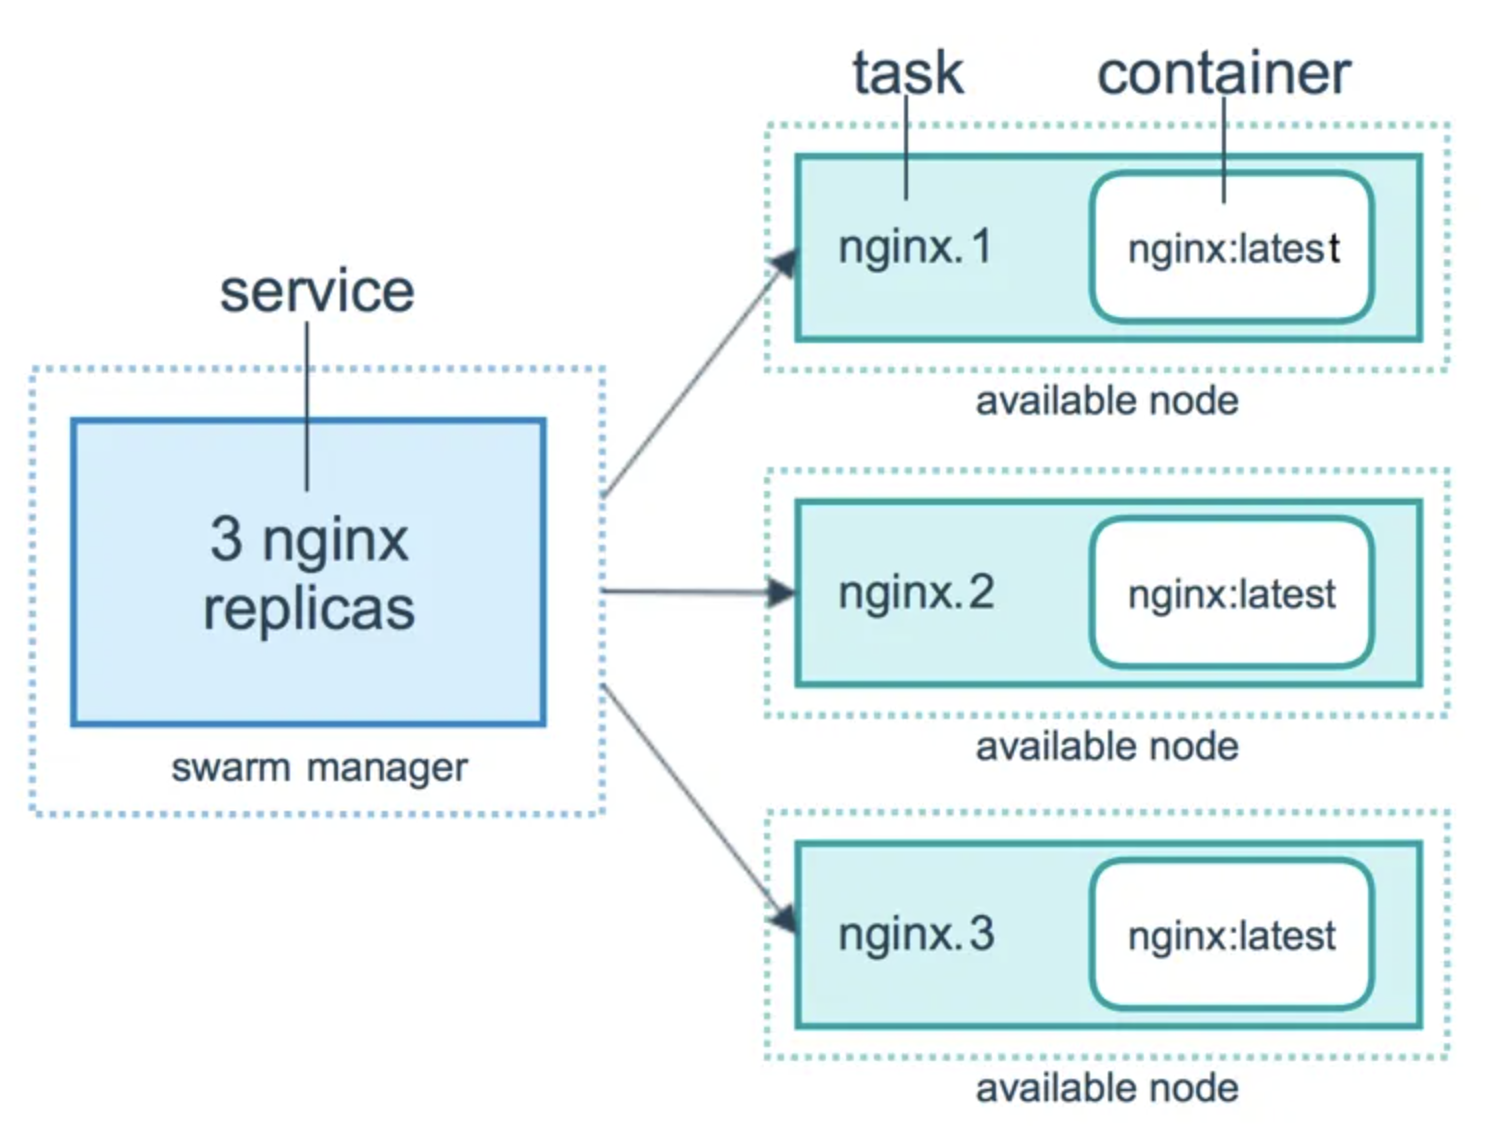 task
container
nginx.1
nginx:latest
available node
service
3 nginx
replicas
swarm manager
nginx.2
nginx:latest
available node
nginx.3
nginx:latest
available node